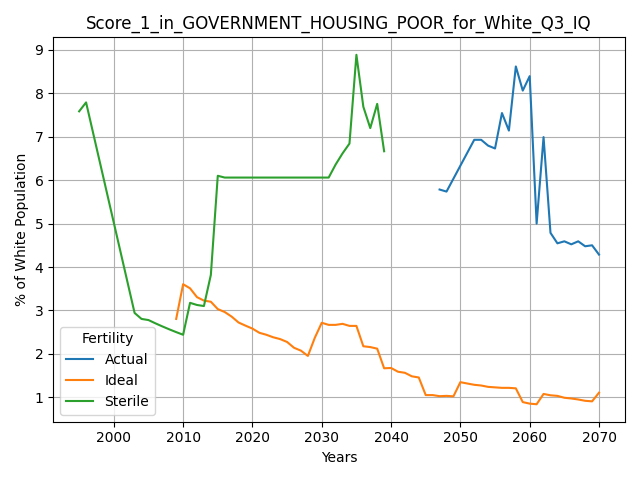 Score_1_in_GOVERNMENT_HOUSING_POOR_for_White_Q3_IQ
% of White Population
9
8
7
6
5
4
3
2
1
Fertility
Actual
Ideal
Sterile
2000 2010 2020 2030 2040 2050 2060 2070
Years